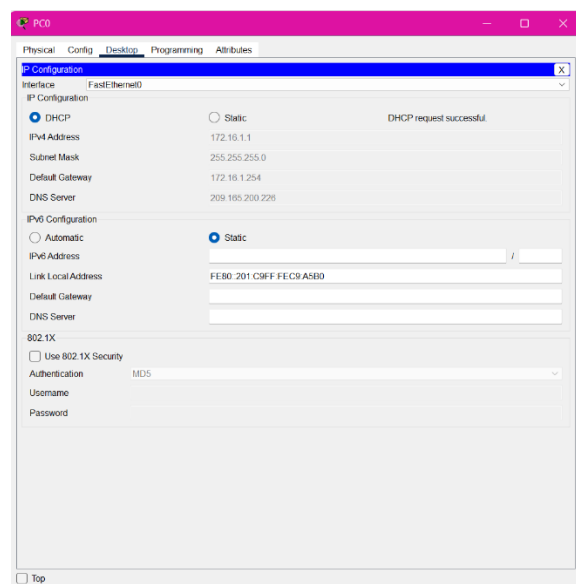 PC0
Physical Config Desktop Programming Attributes
IP Configuration X
Interface FastEthernet0
IP Configuration
DHCP Static DHCP request successful.
IPv4 Address 172.16.1.1
Subnet Mask 255.255.255.0
Default Gateway 172.16.1.254
DNS Server 209.165.200.226
IPv6 Configuration
Automatic Static
IPv6 Address /
Link Local Address FE80::201:C9FF:FEC9:A5B0
Default Gateway
DNS Server
802.1X
Use 802.1X Security
Authentication MD5
Username
Password
Top